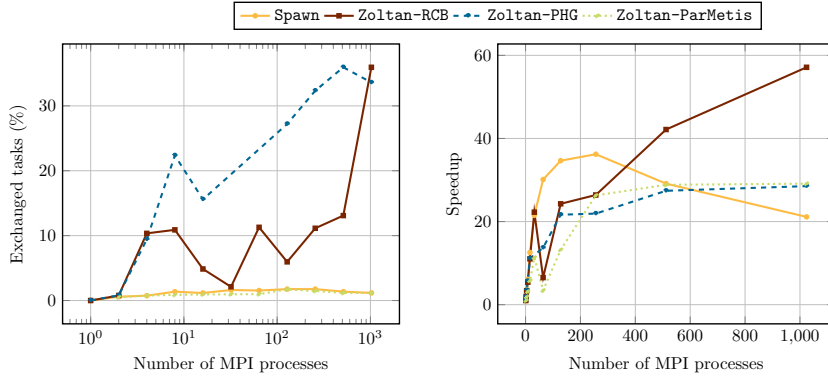 Spawn Zoltan-RCB Zoltan-PHG Zoltan-ParMetis
Exchanged tasks (%)
30
20
10
0
10^0 10^1 10^2 10^3
Number of MPI processes
Speedup
60
40
20
0
0 200 400 600 800 1,000
Number of MPI processes